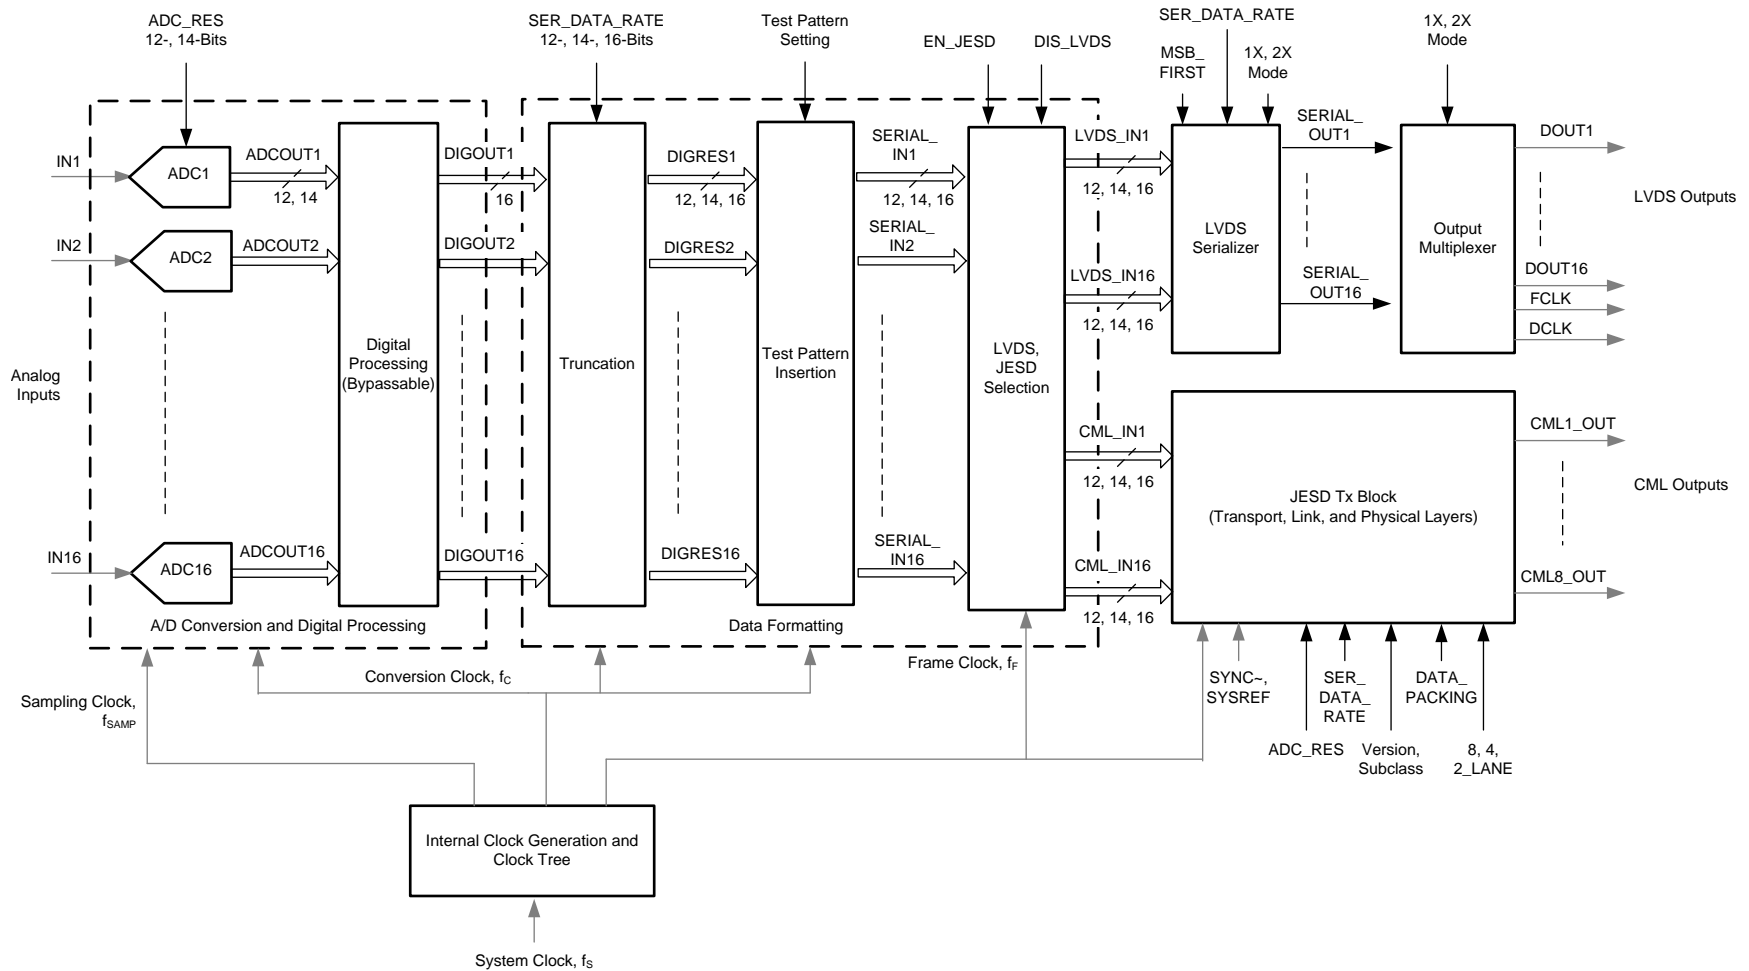 ADC_RES
12-, 14-Bits
SER_DATA_RATE
12-, 14-, 16-Bits
Test Pattern
Setting
EN_JESD
DIS_LVDS
SER_DATA_RATE
MSB_
FIRST
1X, 2X
Mode
1X, 2X
Mode
IN1
ADC1
ADCOUT1
12, 14
DIGOUT1
16
DIGRES1
12, 14, 16
SERIAL_
IN1
12, 14, 16
LVDS_IN1
12, 14, 16
SERIAL_
OUT1
DOUT1
LVDS Outputs
IN2
ADC2
ADCOUT2
DIGOUT2
DIGRES2
SERIAL_
IN2
LVDS
Serializer
Output
Multiplexer
LVDS_IN16
12, 14, 16
SERIAL_
OUT16
DOUT16
FCLK
DCLK
Analog
Inputs
Digital
Processing
(Bypassable)
Truncation
Test Pattern
Insertion
LVDS,
JESD
Selection
CML_IN1
12, 14, 16
CML1_OUT
CML Outputs
JESD Tx Block
(Transport, Link, and Physical Layers)
IN16
ADC16
ADCOUT16
DIGOUT16
DIGRES16
SERIAL_
IN16
CML_IN16
12, 14, 16
CML8_OUT
A/D Conversion and Digital Processing
Data Formatting
Sampling Clock,
fSAMP
Conversion Clock, fC
Frame Clock, fF
SYNC~,
SYSREF
SER_
DATA_
RATE
DATA_
PACKING
ADC_RES
Version,
Subclass
8, 4,
2_LANE
Internal Clock Generation and
Clock Tree
System Clock, fS